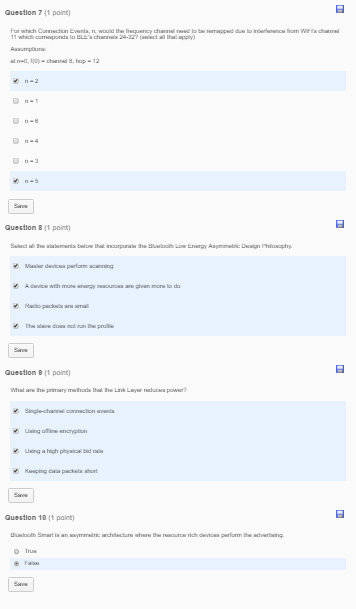 Question 7 (1 point)
For which Connection Events, n, would the frequency channel need to be remapped due to interference from WiFi's channel
11 which corresponds to BLE's channels 24-32? (select all that apply)
Assumptions:
at n=0, f(0) = channel 8, hop = 12
n = 2
n = 1
n = 6
n = 4
n = 3
n = 5
Save
Question 8 (1 point)
Select all the statements below that incorporate the Bluetooth Low Energy Asymmetric Design Philosophy.
Master devices perform scanning
A device with more energy resources are given more to do
Radio packets are small
The slave does not run the profile
Save
Question 9 (1 point)
What are the primary methods that the Link Layer reduces power?
Single-channel connection events
Using offline encryption
Using a high physical bid rate
Keeping data packets short
Save
Question 10 (1 point)
Bluetooth Smart is an asymmetric architecture where the resource rich devices perform the advertising.
True
False
Save